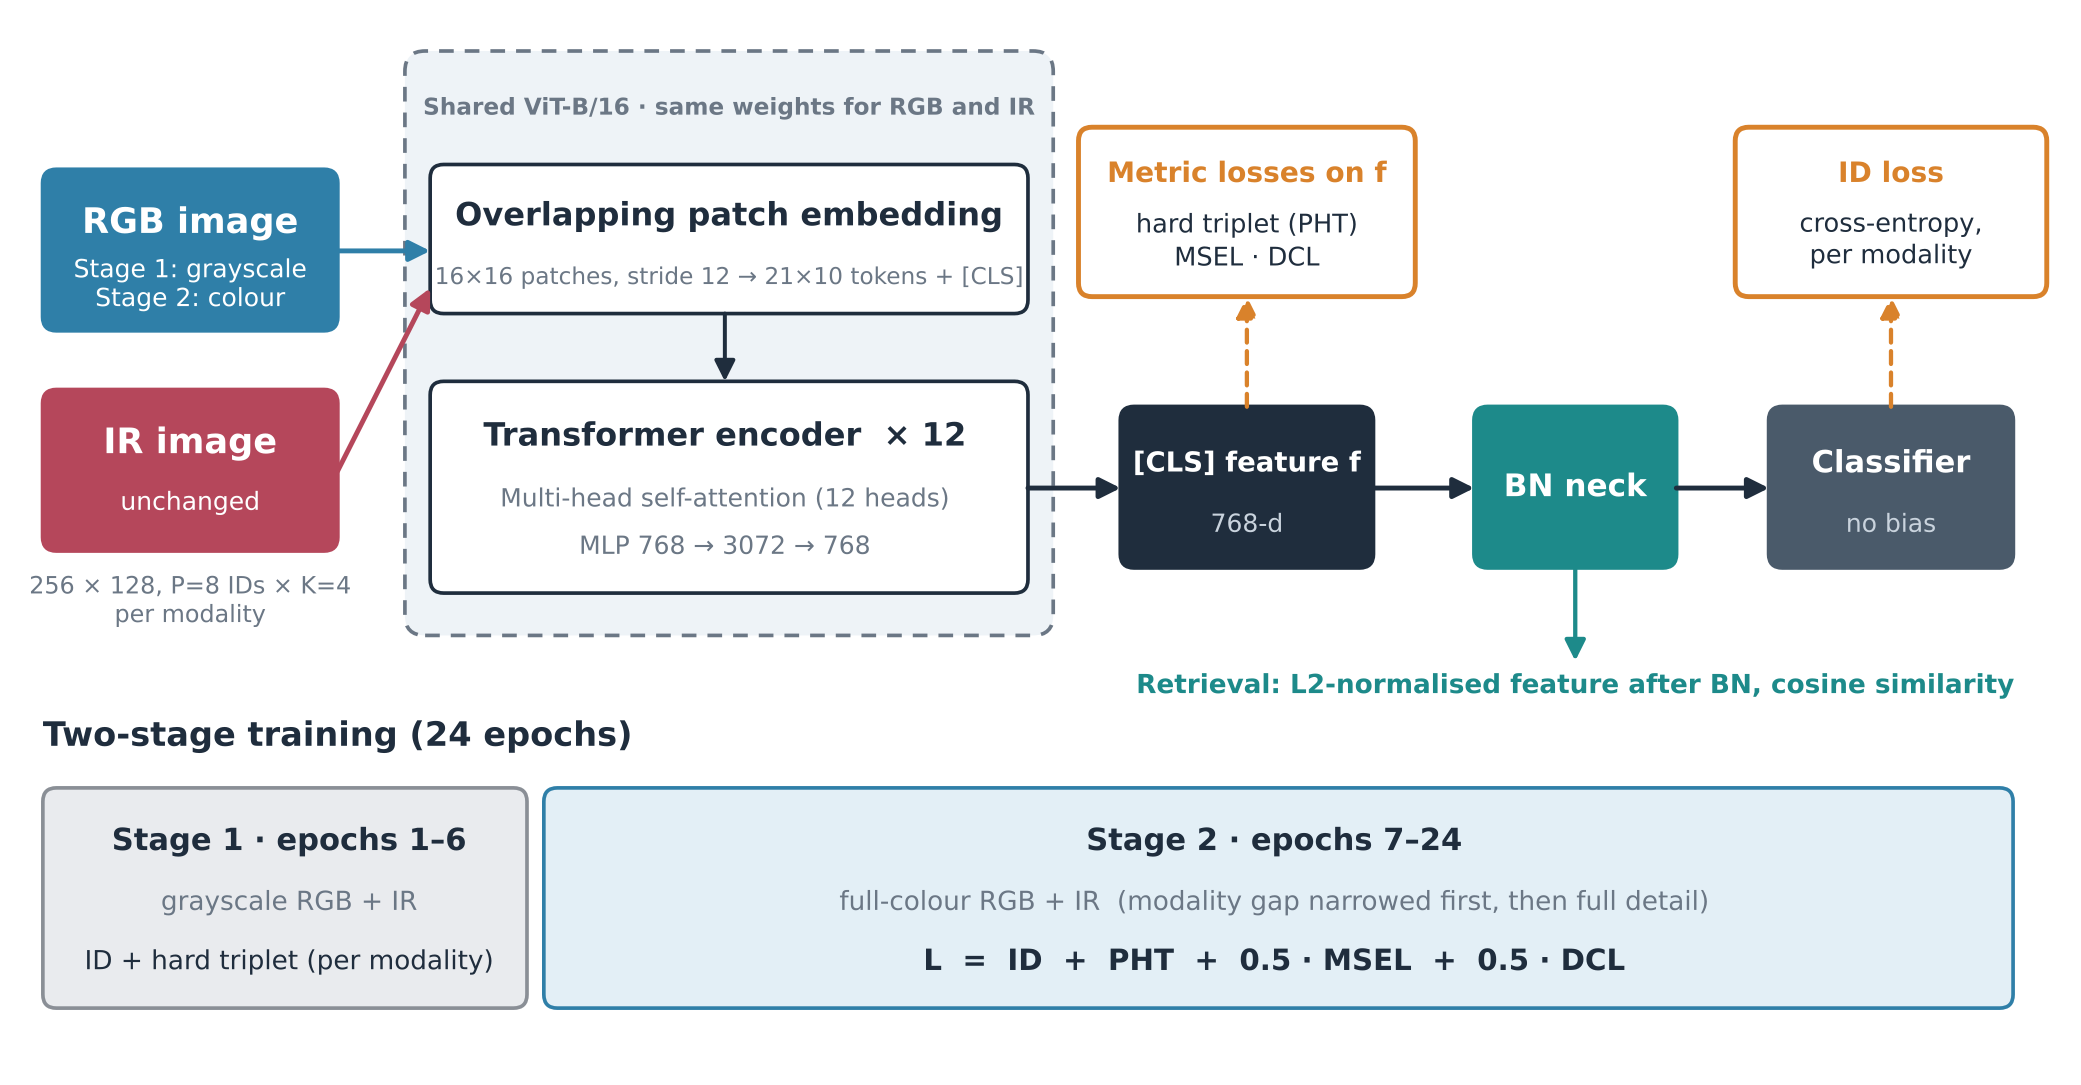 Shared ViT-B/16 · same weights for RGB and IR
RGB image
Stage 1: grayscale
Stage 2: colour
IR image
unchanged
256 × 128, P=8 IDs × K=4
per modality
Overlapping patch embedding
16×16 patches, stride 12 → 21×10 tokens + [CLS]
Transformer encoder × 12
Multi-head self-attention (12 heads)
MLP 768 → 3072 → 768
Metric losses on f
hard triplet (PHT)
MSEL · DCL
ID loss
cross-entropy,
per modality
[CLS] feature f
768-d
BN neck
Classifier
no bias
Retrieval: L2-normalised feature after BN, cosine similarity
Two-stage training (24 epochs)
Stage 1 · epochs 1–6
grayscale RGB + IR
ID + hard triplet (per modality)
Stage 2 · epochs 7–24
full-colour RGB + IR (modality gap narrowed first, then full detail)
L = ID + PHT + 0.5 · MSEL + 0.5 · DCL